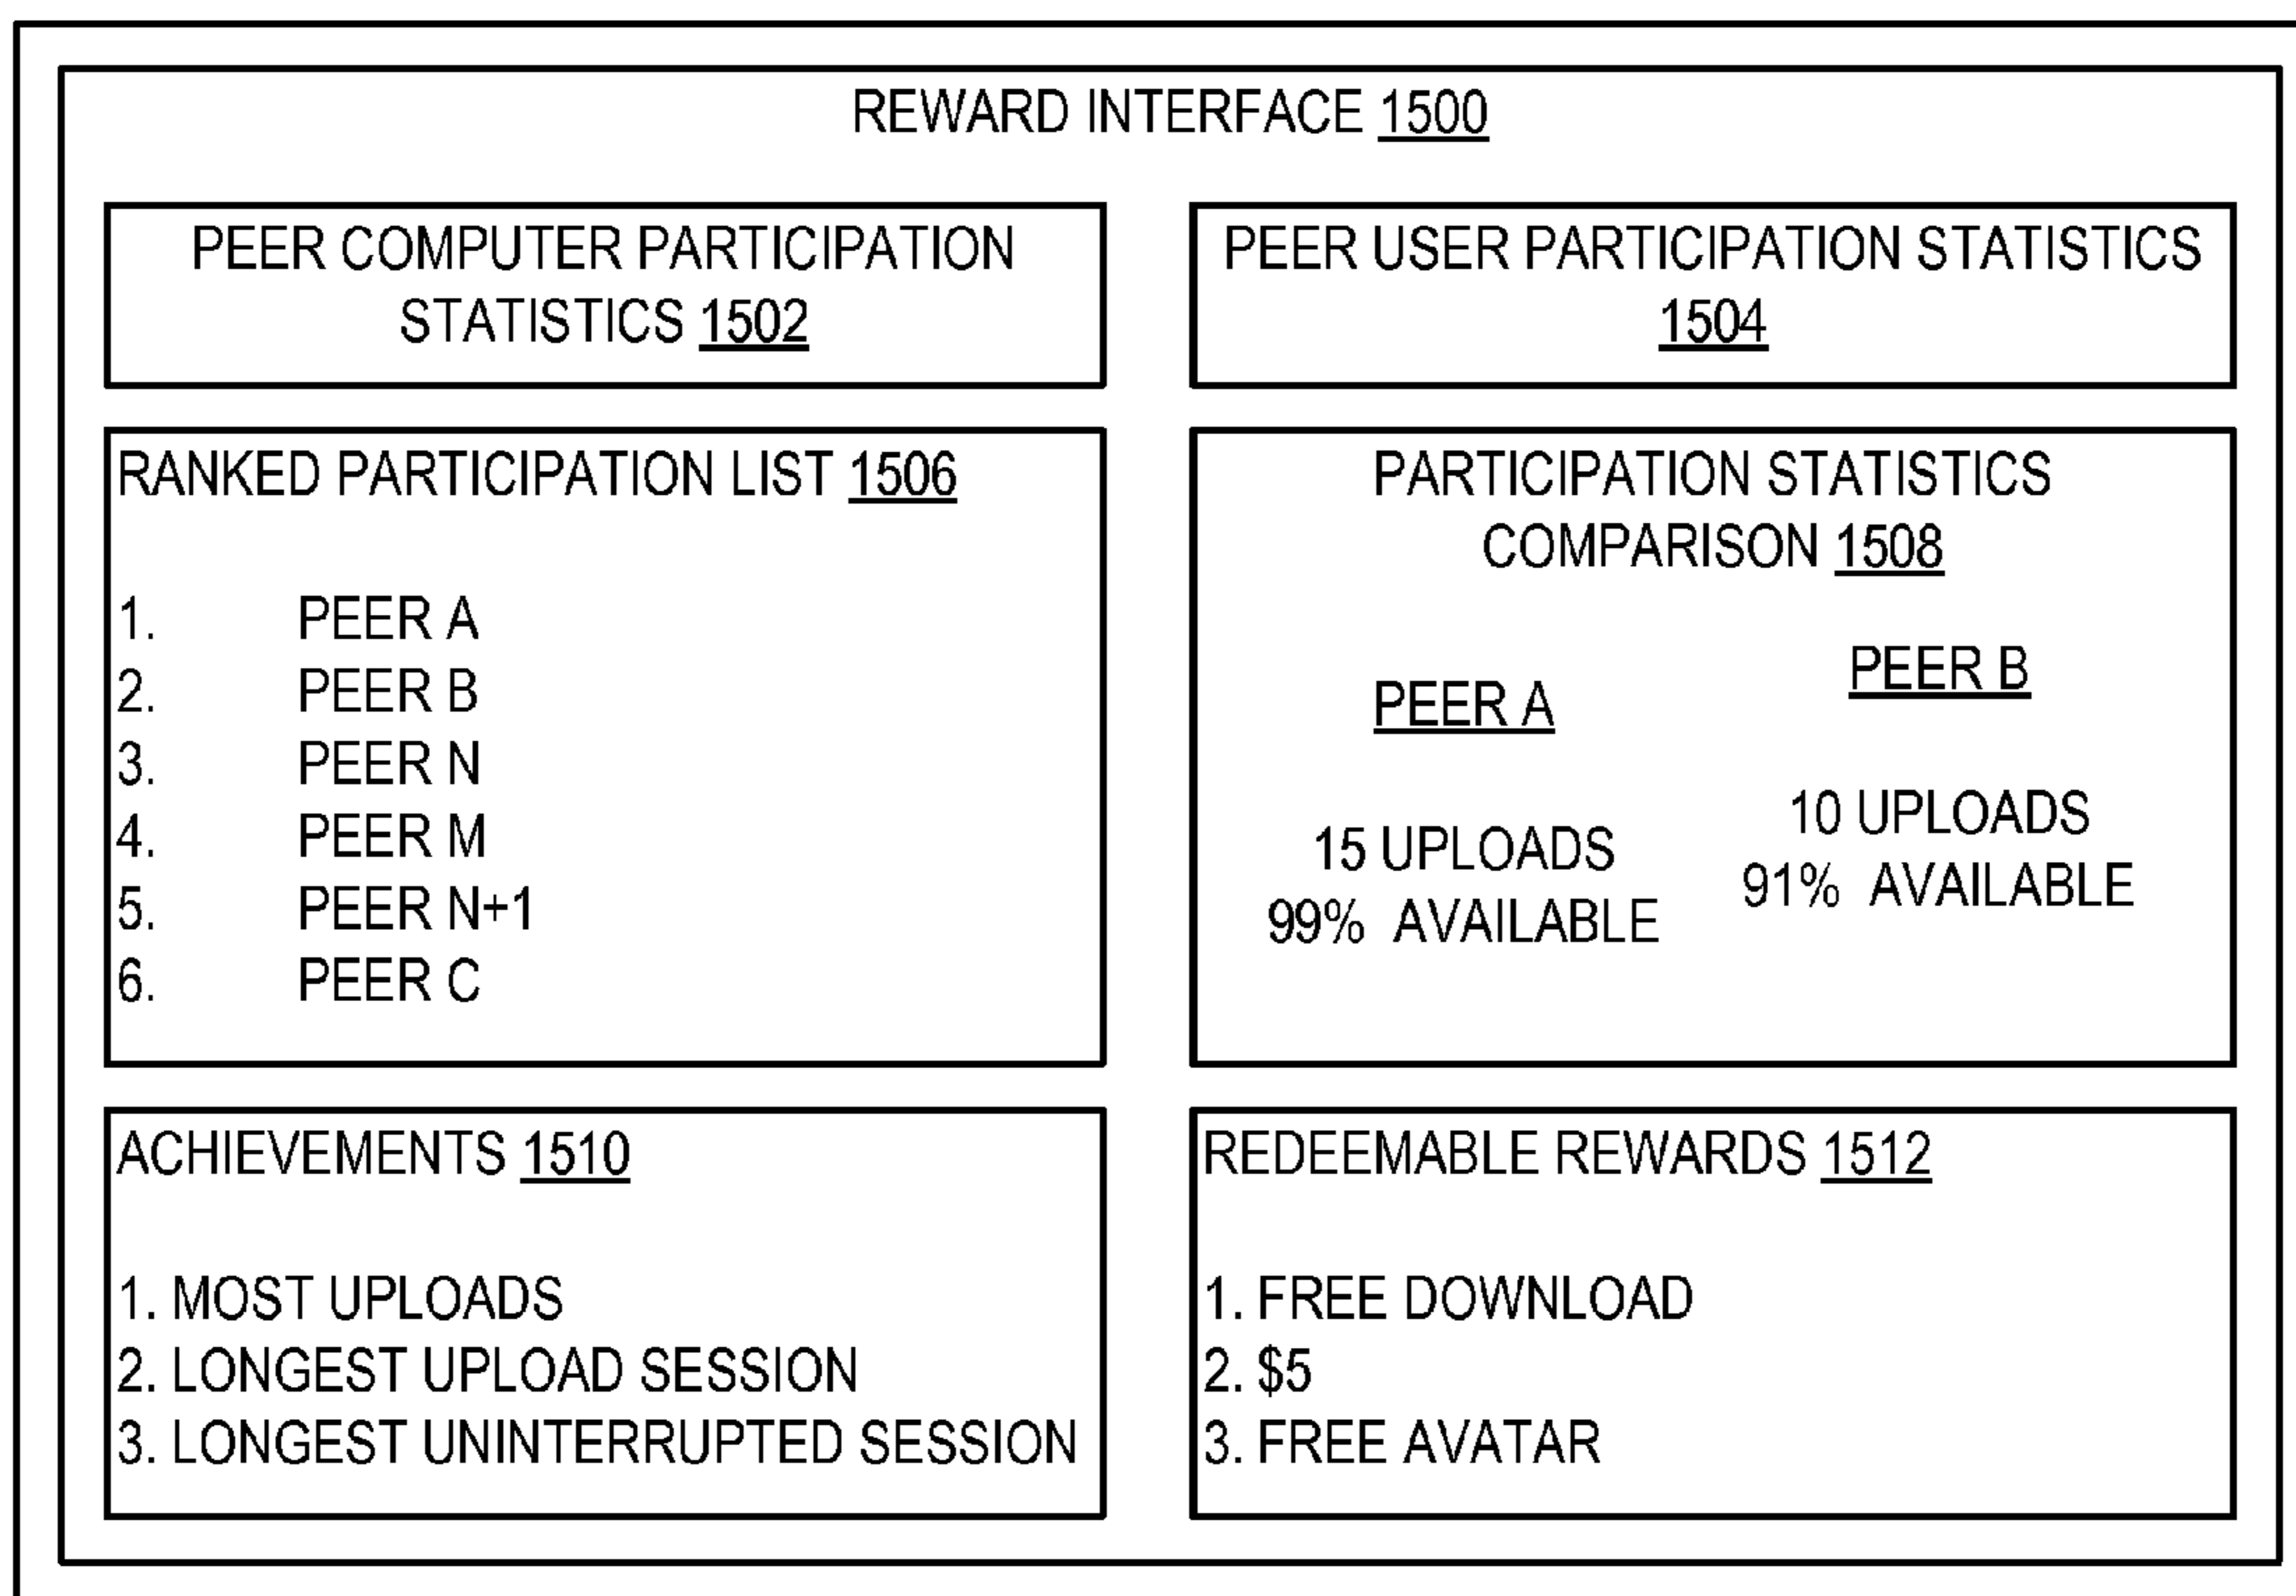 REWARD INTERFACE 1500
PEER COMPUTER PARTICIPATION
STATISTICS 1502
PEER USER PARTICIPATION STATISTICS
1504
RANKED PARTICIPATION LIST 1506
1. PEER A
2. PEER B
3. PEER N
4. PEER M
5. PEER N+1
6. PEER C
PARTICIPATION STATISTICS
COMPARISON 1508
PEER A
15 UPLOADS
99% AVAILABLE
PEER B
10 UPLOADS
91% AVAILABLE
ACHIEVEMENTS 1510
1. MOST UPLOADS
2. LONGEST UPLOAD SESSION
3. LONGEST UNINTERRUPTED SESSION
REDEEMABLE REWARDS 1512
1. FREE DOWNLOAD
2. $5
3. FREE AVATAR